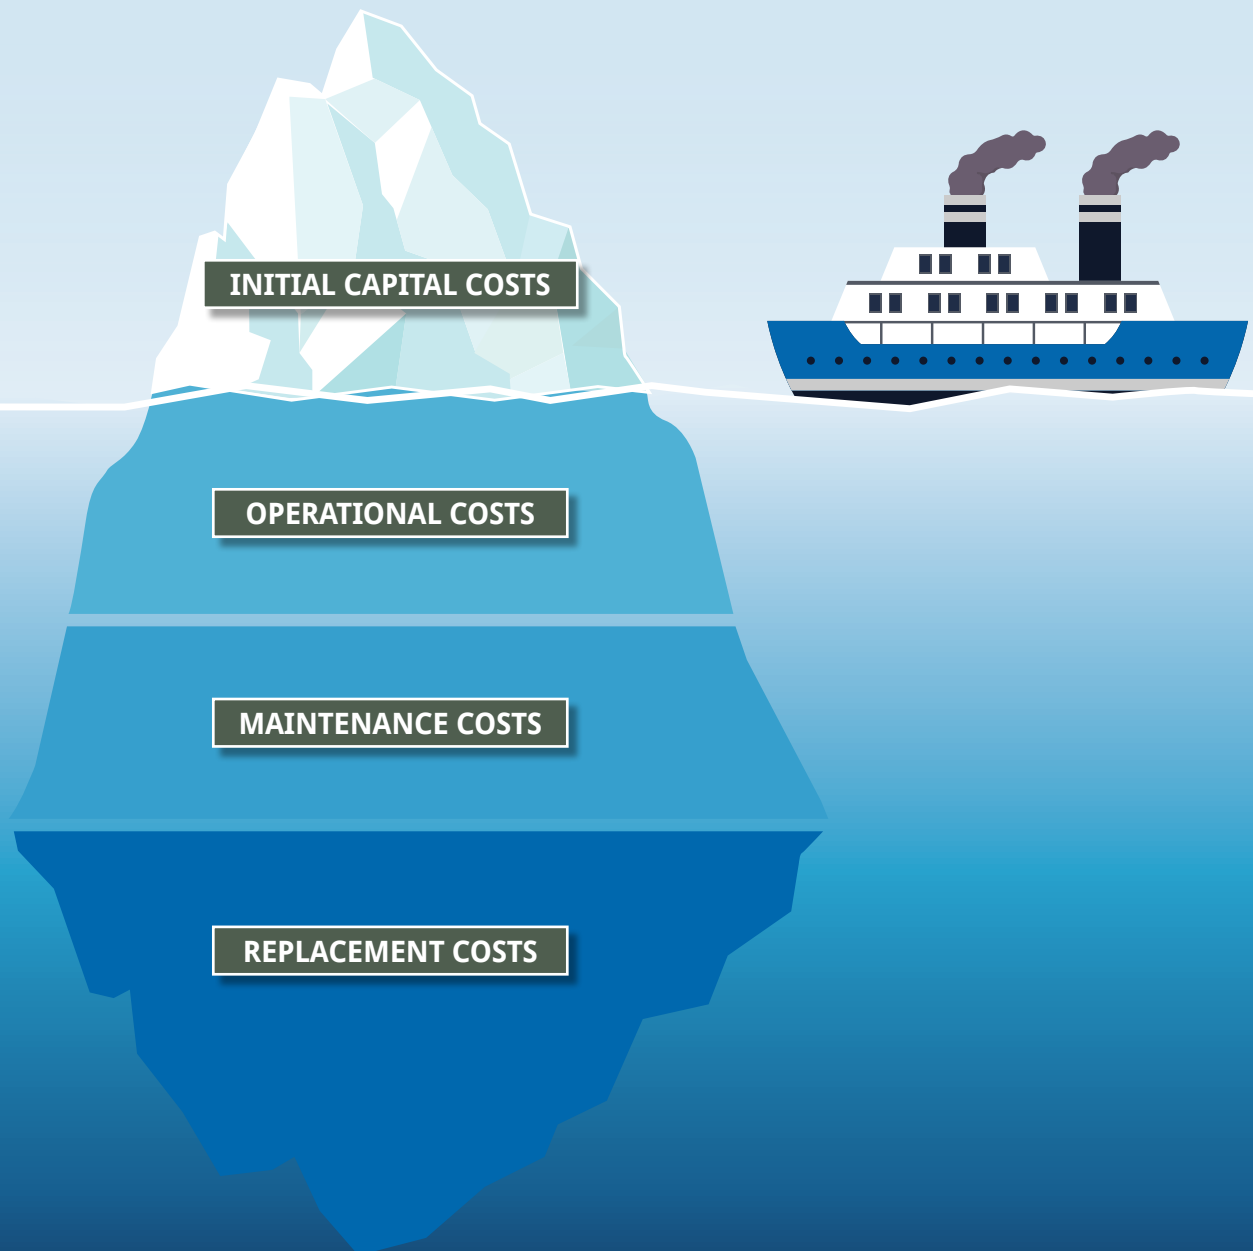 INITIAL CAPITAL COSTS
OPERATIONAL COSTS
MAINTENANCE COSTS
REPLACEMENT COSTS